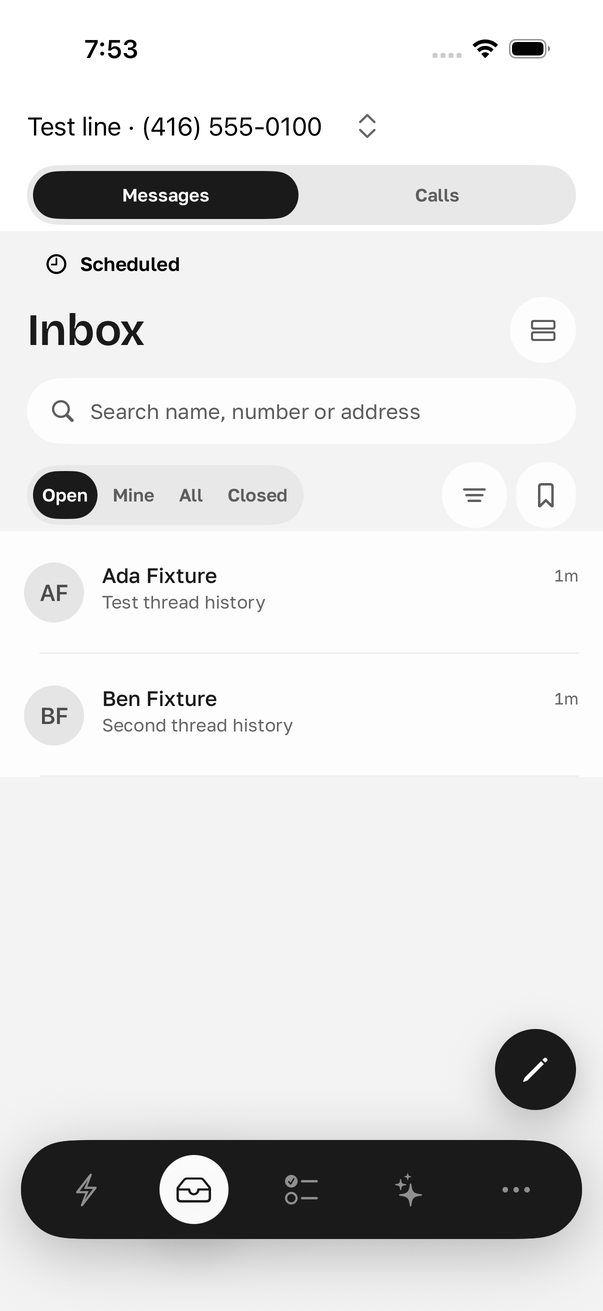 7:53
Test line · (416) 555-0100
Messages Calls
Scheduled
Inbox
Search name, number or address
Open Mine All Closed
AF Ada Fixture 1m
Test thread history
BF Ben Fixture 1m
Second thread history